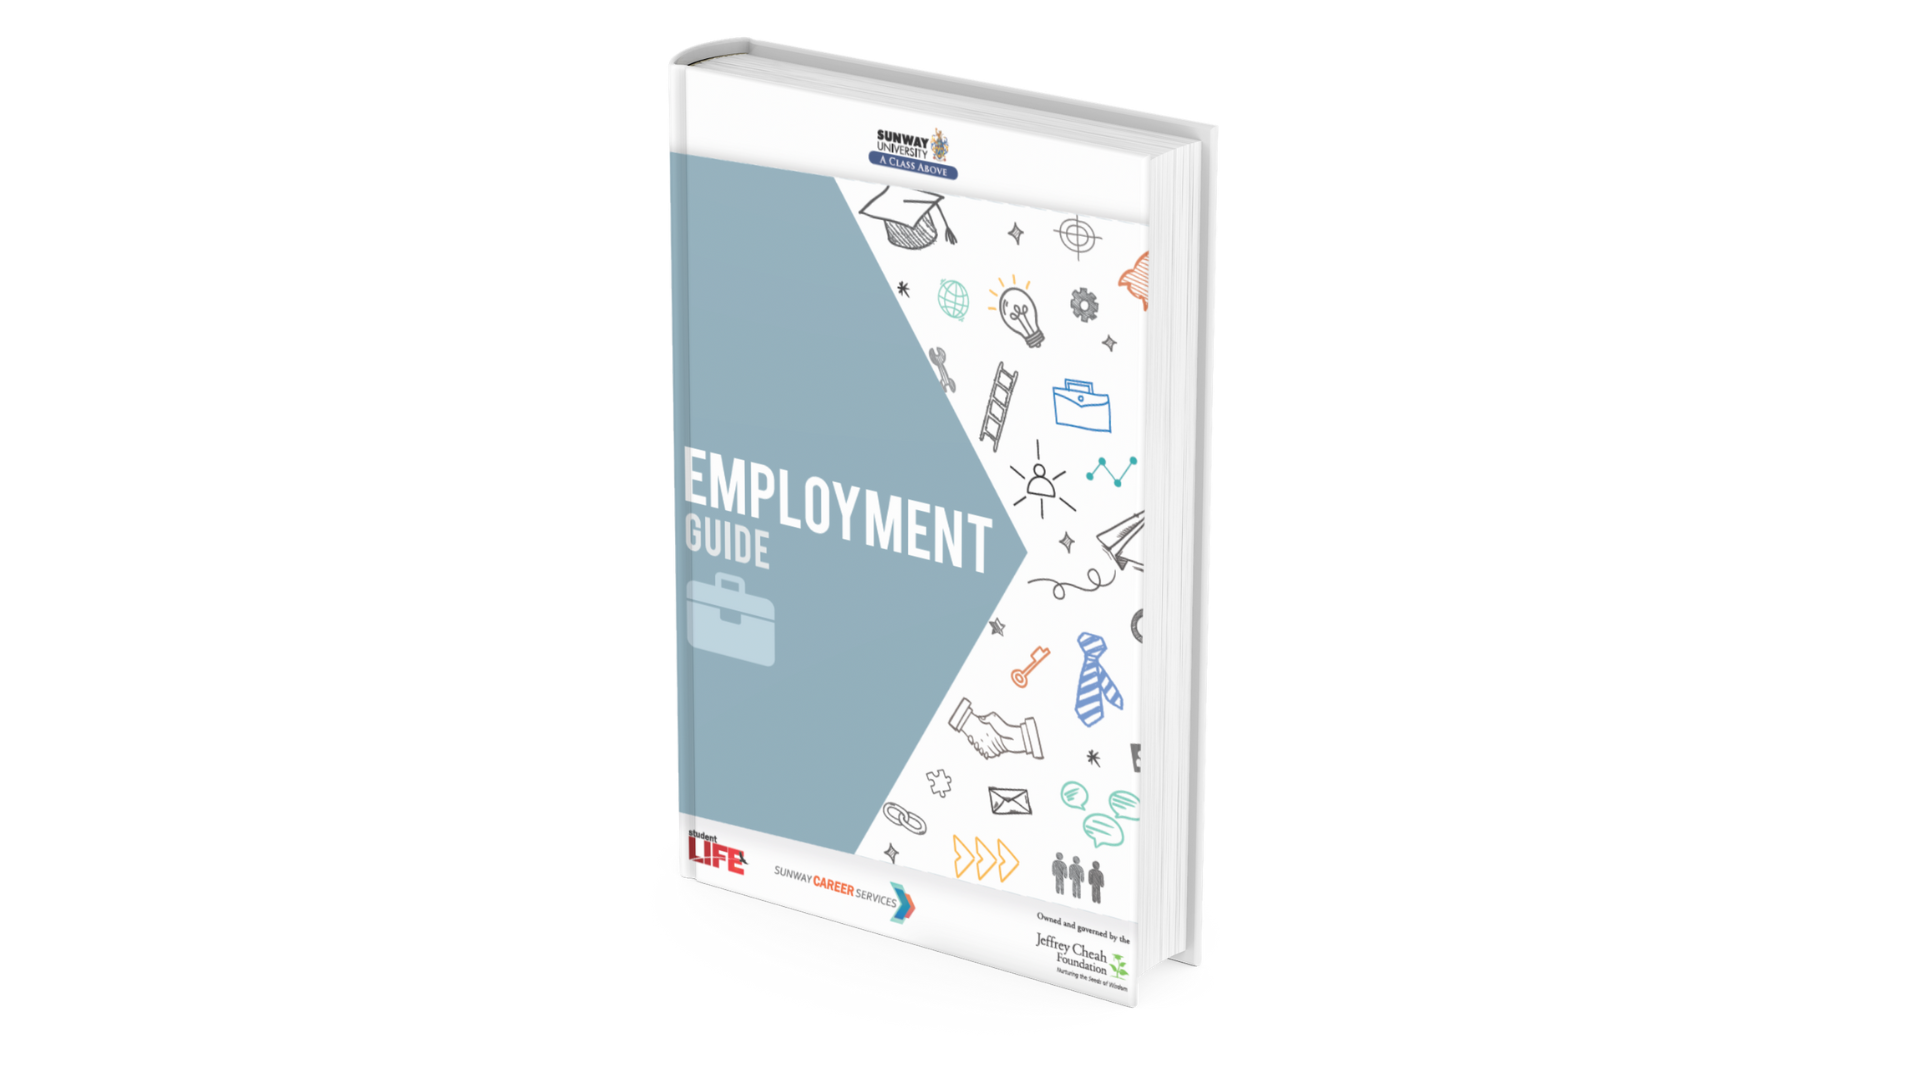 SUNWAY
UNIVERSITY
A CLASS ABOVE
EMPLOYMENT
GUIDE
student
LIFE
SUNWAY CAREER SERVICES
Owned and governed by the
Jeffrey Cheah
Foundation
Nurturing the Seeds of Wisdom